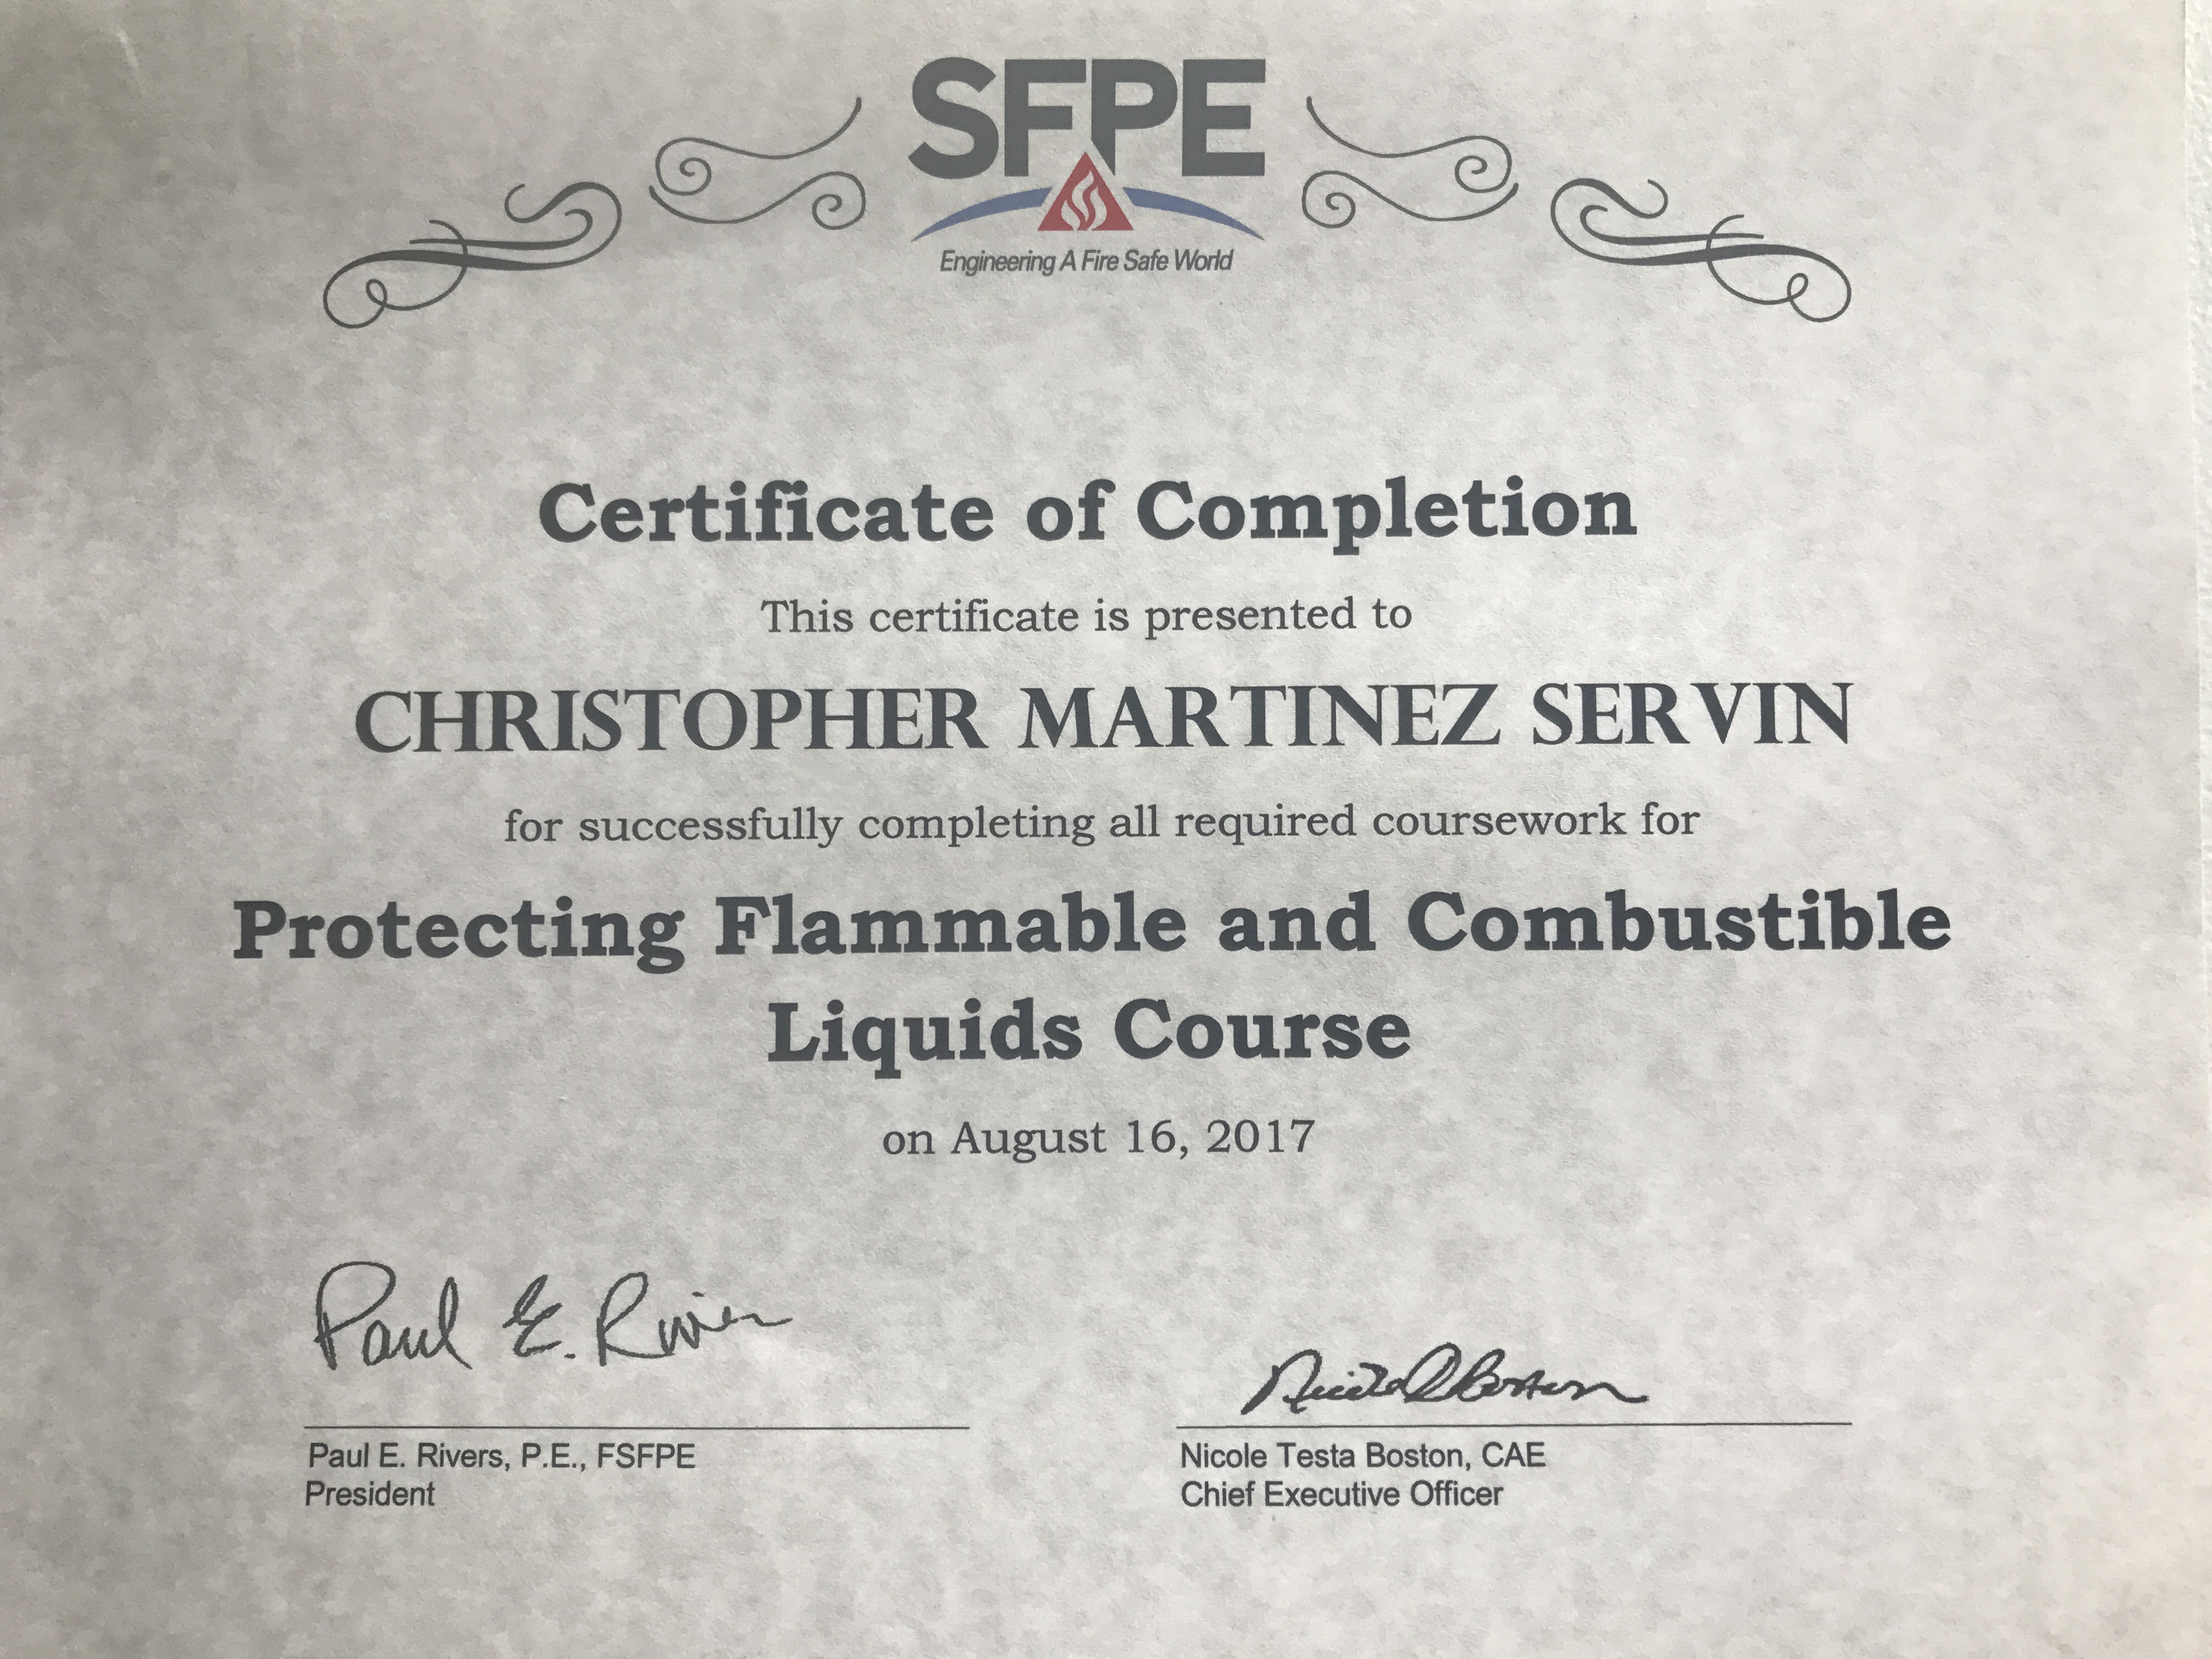 SFPE
Engineering A Fire Safe World
Certificate of Completion
This certificate is presented to
CHRISTOPHER MARTINEZ SERVIN
for successfully completing all required coursework for
Protecting Flammable and Combustible
Liquids Course
on August 16, 2017
Paul E. Rivers
Paul E. Rivers, P.E., FSFPE
President
Nicole Testa Boston, CAE
Chief Executive Officer